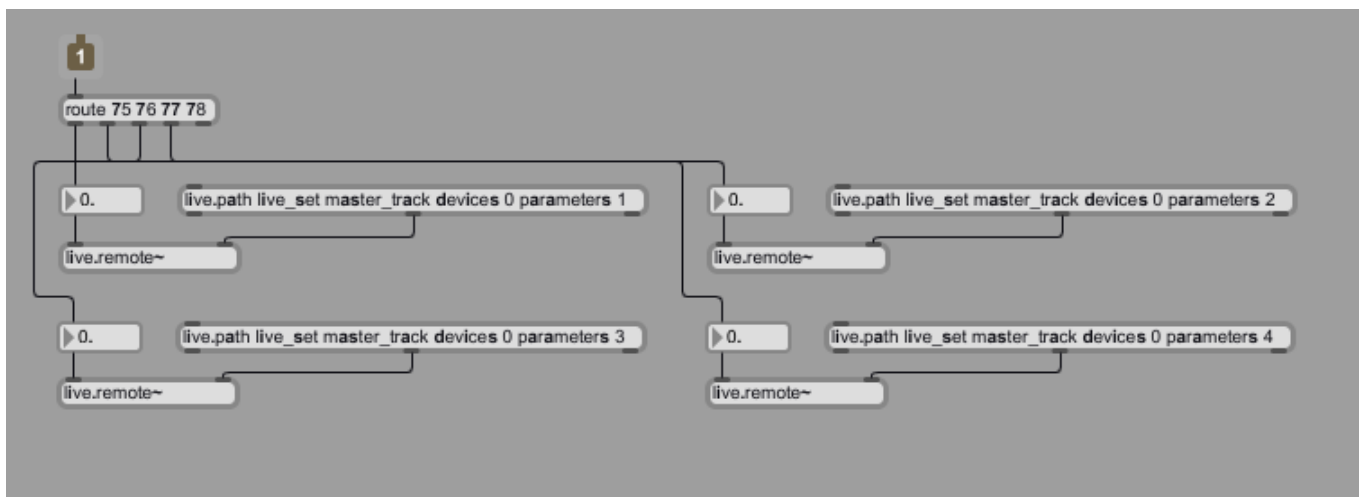 1
route 75 76 77 78
0.
live.path live_set master_track devices 0 parameters 1
0.
live.path live_set master_track devices 0 parameters 2
live.remote~
live.remote~
0.
live.path live_set master_track devices 0 parameters 3
0.
live.path live_set master_track devices 0 parameters 4
live.remote~
live.remote~